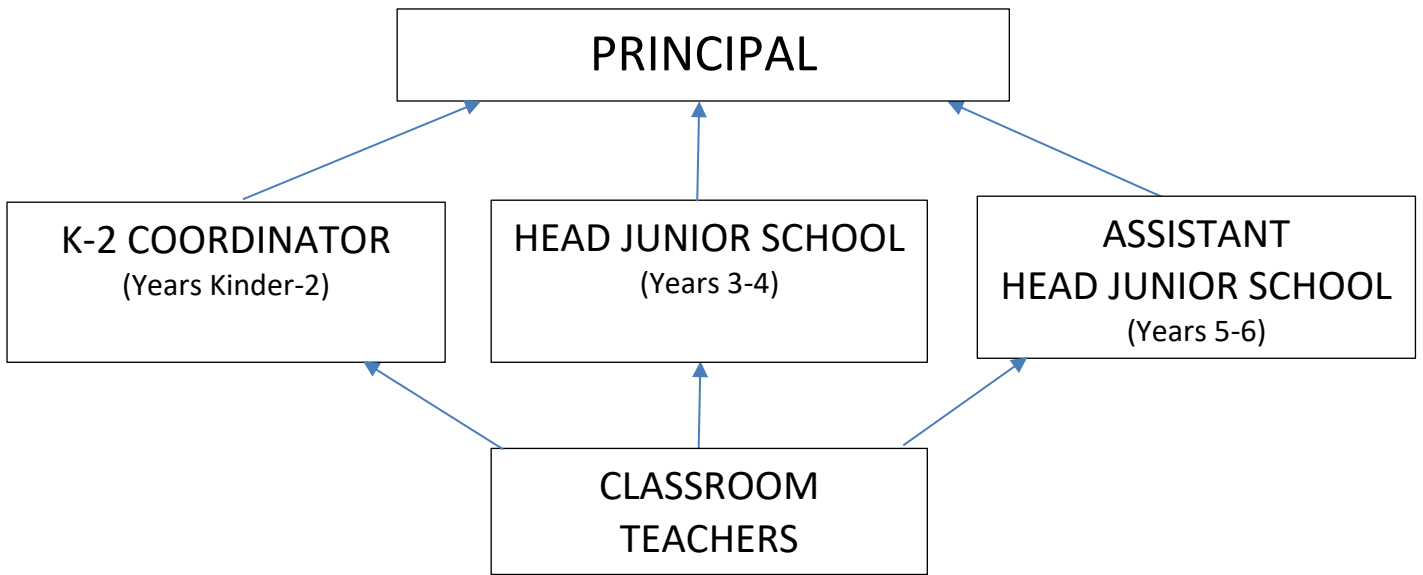 PRINCIPAL
K-2 COORDINATOR
(Years Kinder-2)
HEAD JUNIOR SCHOOL
(Years 3-4)
ASSISTANT
HEAD JUNIOR SCHOOL
(Years 5-6)
CLASSROOM
TEACHERS